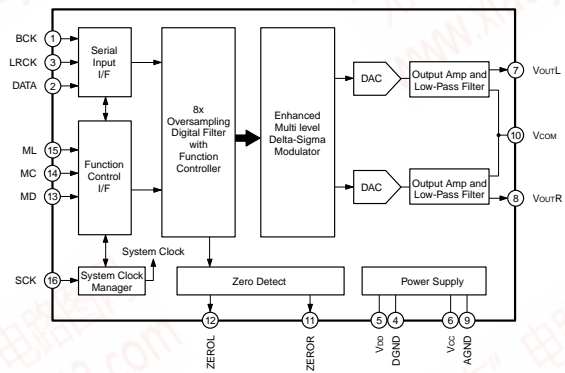 BCK 1
LRCK 3
DATA 2
Serial
Input
I/F
ML 15
MC 14
MD 13
Function
Control
I/F
SCK 16
System Clock
Manager
System Clock
8x
Oversampling
Digital Filter
with
Function
Controller
Enhanced
Multi level
Delta-Sigma
Modulator
DAC
Output Amp and
Low-Pass Filter
7 VOUTL
10 VCOM
DAC
Output Amp and
Low-Pass Filter
8 VOUTR
Zero Detect
Power Supply
12
ZEROL
11
ZEROR
5
VDD
4
DGND
6
VCC
9
AGND